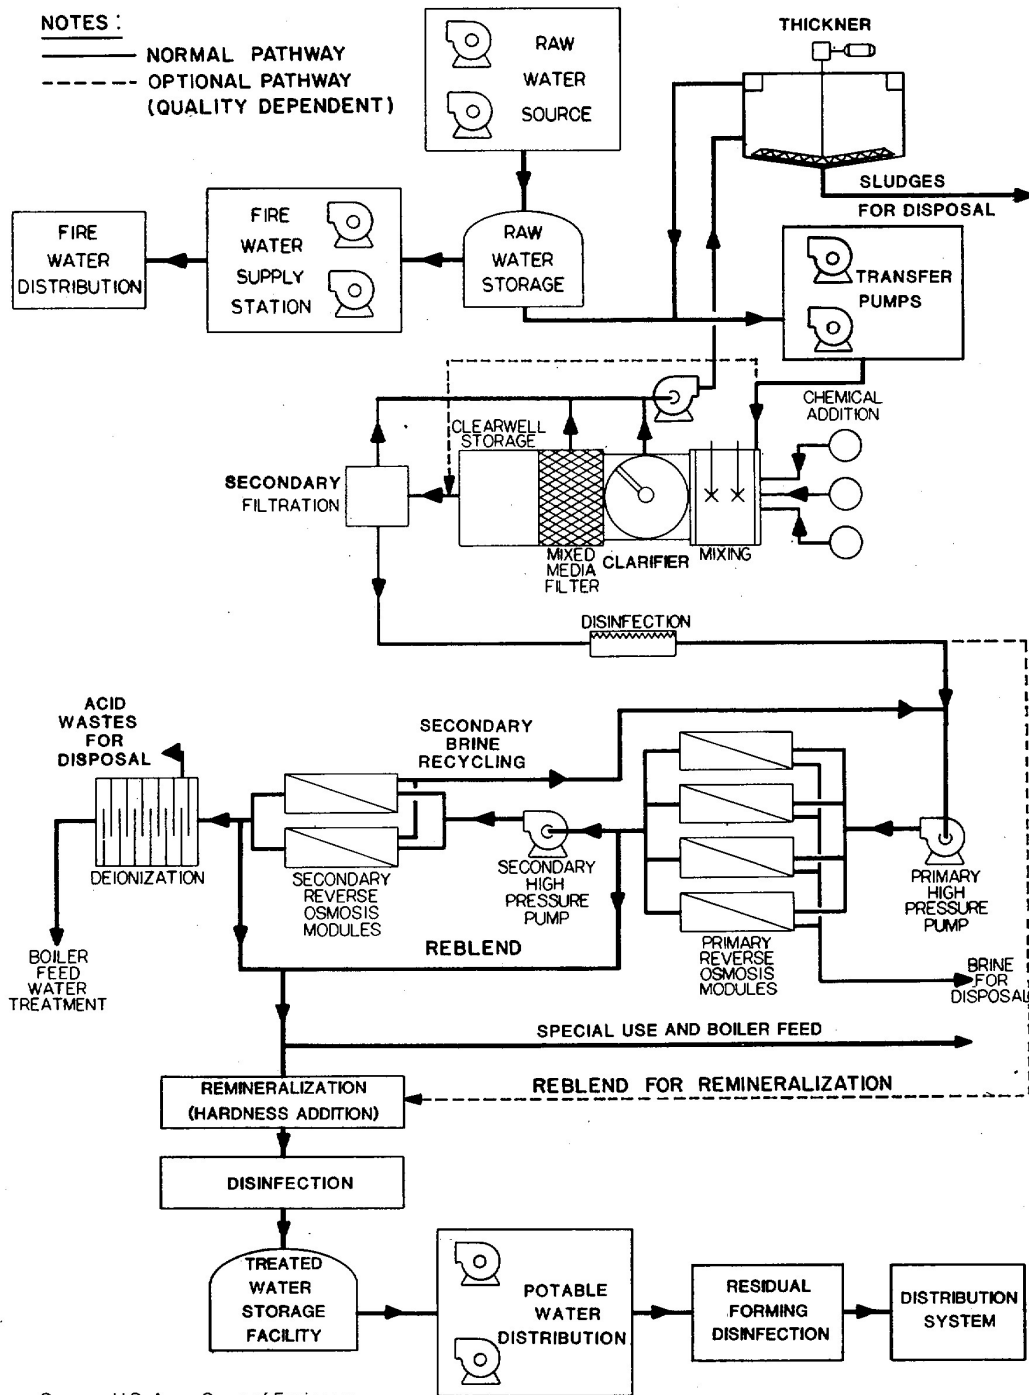 NOTES :
NORMAL PATHWAY
OPTIONAL PATHWAY
(QUALITY DEPENDENT)
RAW
WATER
SOURCE
THICKNER
SLUDGES
FOR DISPOSAL
FIRE
WATER
DISTRIBUTION
FIRE
WATER
SUPPLY
STATION
RAW
WATER
STORAGE
TRANSFER
PUMPS
CHEMICAL
ADDITION
CLEARWELL
STORAGE
SECONDARY
FILTRATION
MIXED
MEDIA
FILTER
CLARIFIER
MIXING
DISINFECTION
ACID
WASTES
FOR
DISPOSAL
SECONDARY
BRINE
RECYCLING
DEIONIZATION
SECONDARY
REVERSE
OSMOSIS
MODULES
SECONDARY
HIGH
PRESSURE
PUMP
PRIMARY
HIGH
PRESSURE
PUMP
PRIMARY
REVERSE
OSMOSIS
MODULES
REBLEND
BOILER
FEED
WATER
TREATMENT
BRINE
FOR
DISPOSAL
SPECIAL USE AND BOILER FEED
REMINERALIZATION
(HARDNESS ADDITION)
REBLEND FOR REMINERALIZATION
DISINFECTION
TREATED
WATER
STORAGE
FACILITY
POTABLE
WATER
DISTRIBUTION
RESIDUAL
FORMING
DISINFECTION
DISTRIBUTION
SYSTEM